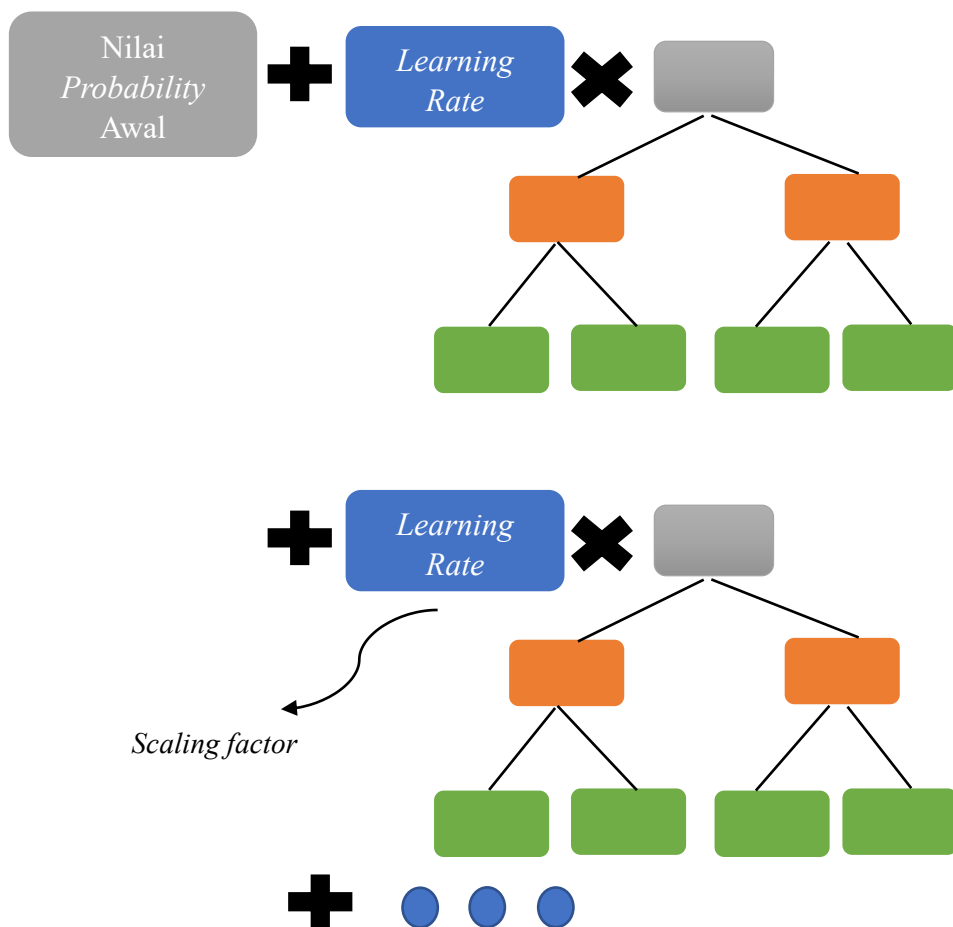 Nilai
Probability
Awal
Learning
Rate
Learning
Rate
Scaling factor